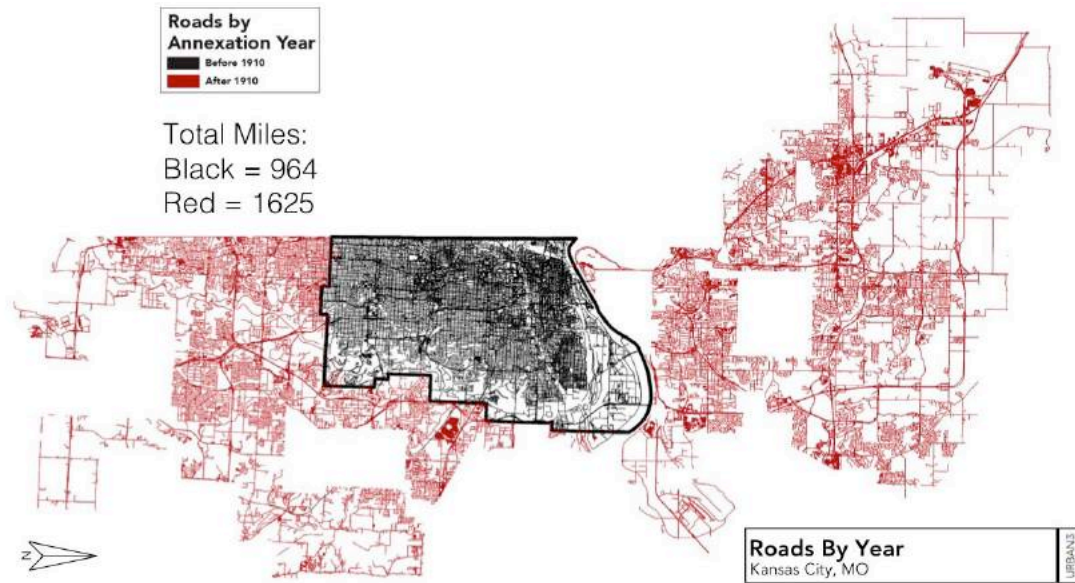 Roads by
Annexation Year
Before 1910
After 1910
Total Miles:
Black = 964
Red = 1625
N
Roads By Year
Kansas City, MO
URBAN3